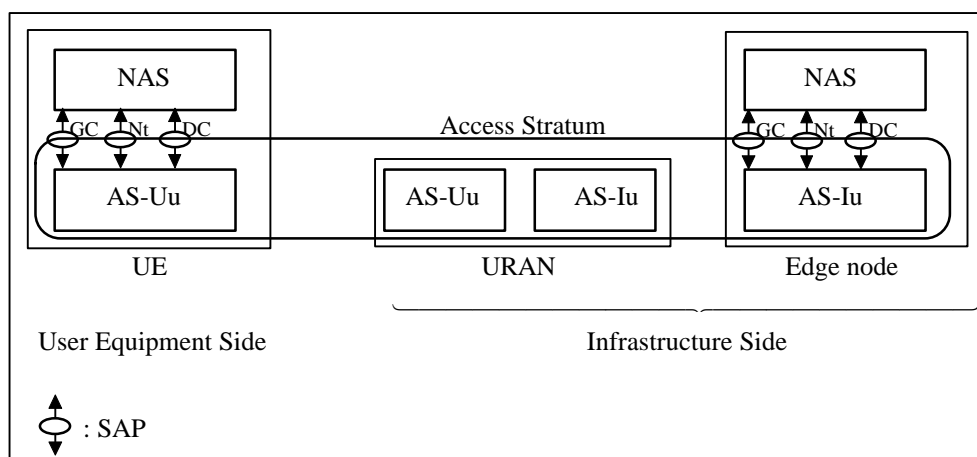 NAS
NAS
GC Nt DC
Access Stratum
GC Nt DC
AS-Uu
AS-Uu
AS-Iu
AS-Iu
UE
URAN
Edge node
User Equipment Side
Infrastructure Side
: SAP